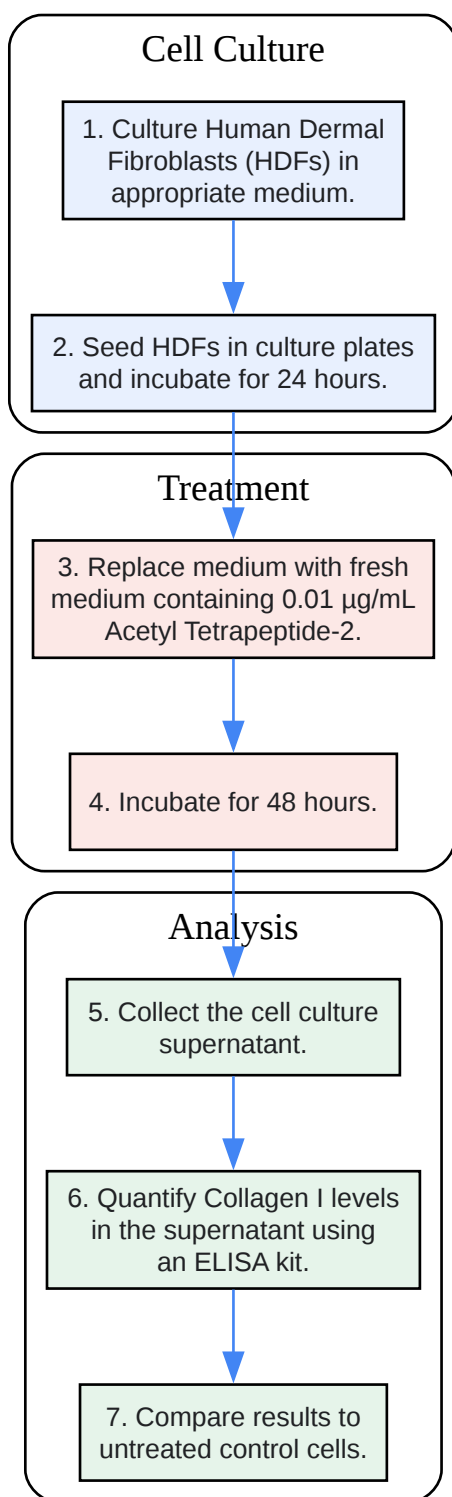 Cell Culture
1. Culture Human Dermal
Fibroblasts (HDFs) in
appropriate medium.
2. Seed HDFs in culture plates
and incubate for 24 hours.
Treatment
3. Replace medium with fresh
medium containing 0.01 µg/mL
Acetyl Tetrapeptide-2.
4. Incubate for 48 hours.
Analysis
5. Collect the cell culture
supernatant.
6. Quantify Collagen I levels
in the supernatant using
an ELISA kit.
7. Compare results to
untreated control cells.